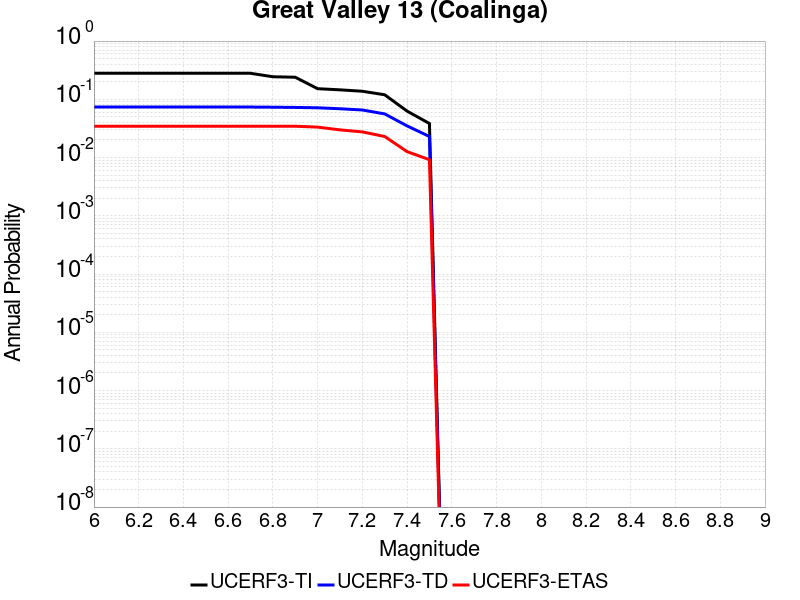 Great Valley 13 (Coalinga)
10^0
10^-1
10^-2
10^-3
10^-4
10^-5
10^-6
10^-7
10^-8
Annual Probability
6 6.2 6.4 6.6 6.8 7 7.2 7.4 7.6 7.8 8 8.2 8.4 8.6 8.8 9
Magnitude
UCERF3-TI UCERF3-TD UCERF3-ETAS